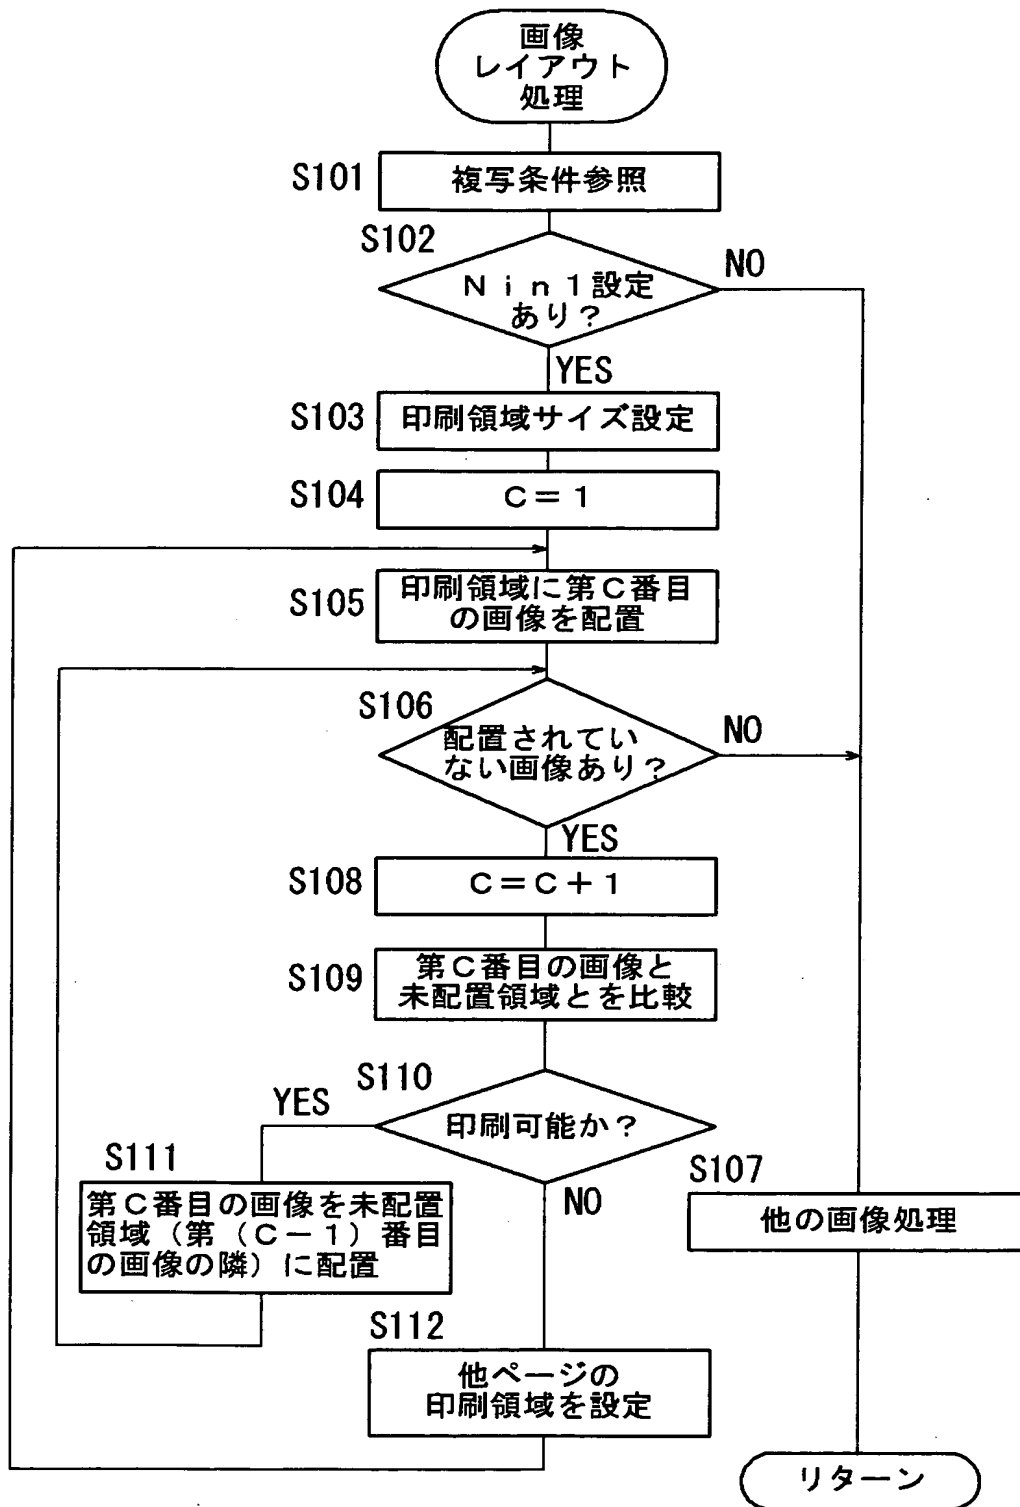 画像
レイアウト
処理
S101
複写条件参照
S102
Ｎｉｎ１設定
あり？
NO
YES
S103
印刷領域サイズ設定
S104
Ｃ＝１
S105
印刷領域に第Ｃ番目
の画像を配置
S106
配置されてい
ない画像あり？
NO
YES
S108
Ｃ＝Ｃ＋１
S109
第Ｃ番目の画像と
未配置領域とを比較
S110
印刷可能か？
YES
NO
S111
第Ｃ番目の画像を未配置
領域（第（Ｃ－１）番目
の画像の隣）に配置
S107
他の画像処理
S112
他ページの
印刷領域を設定
リターン